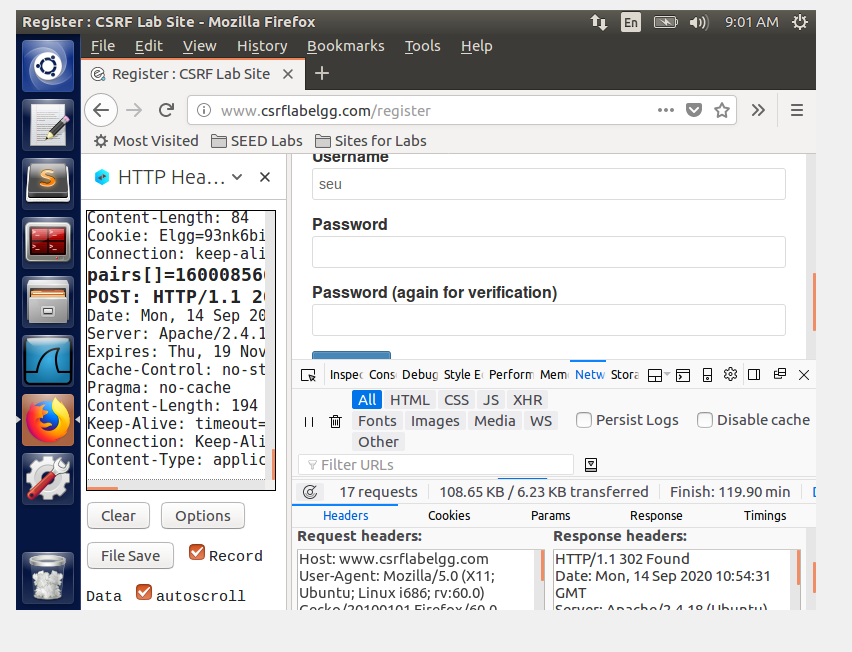 Register : CSRF Lab Site - Mozilla Firefox
En
9:01 AM
File Edit View History Bookmarks Tools Help
Register : CSRF Lab Site
www.csrflabelgg.com/register
Most Visited SEED Labs Sites for Labs
HTTP Hea...
Content-Length: 84
Cookie: Elgg=93nk6bi
Connection: keep-ali
pairs[]=1600085660
POST: HTTP/1.1 20
Date: Mon, 14 Sep 20
Server: Apache/2.4.1
Expires: Thu, 19 Nov
Cache-Control: no-st
Pragma: no-cache
Content-Length: 194
Keep-Alive: timeout=
Connection: Keep-Ali
Content-Type: applic
Clear Options
File Save Record
Data autoscroll
Username
seu
Password
Password (again for verification)
Inspec Cons Debug Style E Perform Mem Netw Stora
All HTML CSS JS XHR
Fonts Images Media WS Persist Logs Disable cache
Other
Filter URLs
17 requests 108.65 KB / 6.23 KB transferred Finish: 119.90 min
Headers Cookies Params Response Timings
Request headers:
Host: www.csrflabelgg.com
User-Agent: Mozilla/5.0 (X11;
Ubuntu; Linux i686; rv:60.0)
Gecko/20100101 Firefox/60.0
Response headers:
HTTP/1.1 302 Found
Date: Mon, 14 Sep 2020 10:54:31
GMT
Server: Apache/2.4.18 (Ubuntu)